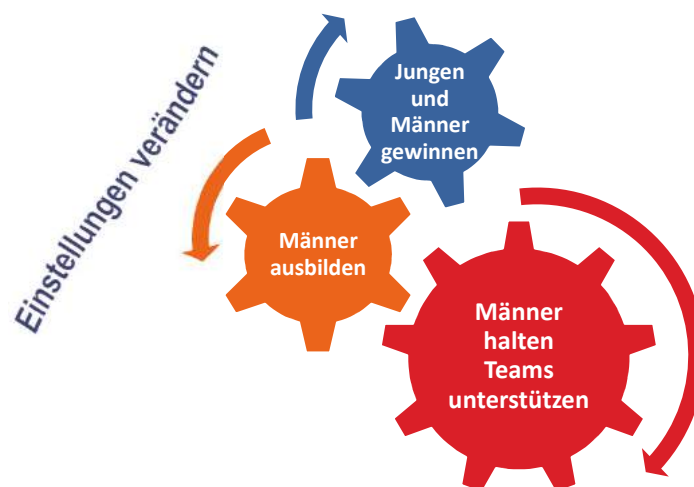 Einstellungen verändern
Jungen
und
Männer
gewinnen
Männer
ausbilden
Männer
halten
Teams
unterstützen